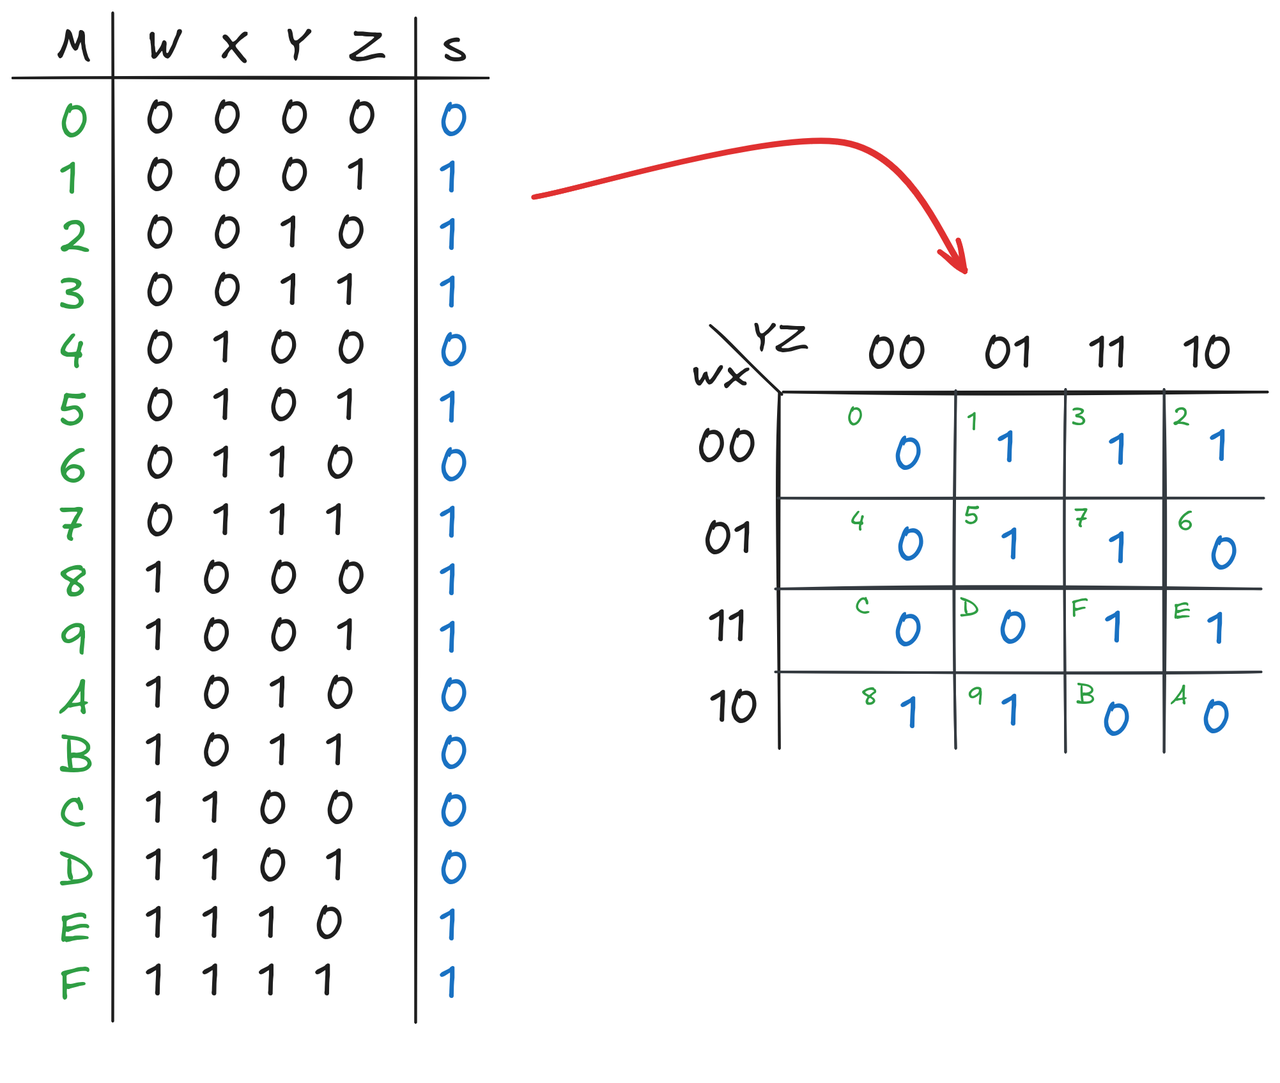 M W X Y Z S
0 0 0 0 0 0
1 0 0 0 1 1
2 0 0 1 0 1
3 0 0 1 1 1
4 0 1 0 0 0
5 0 1 0 1 1
6 0 1 1 0 0
7 0 1 1 1 1
8 1 0 0 0 1
9 1 0 0 1 1
A 1 0 1 0 0
B 1 0 1 1 0
C 1 1 0 0 0
D 1 1 0 1 0
E 1 1 1 0 1
F 1 1 1 1 1
YZ 00 01 11 10
WX
0 1 3 2
00 0 1 1 1
4 5 7 6
01 0 1 1 0
C D F E
11 0 0 1 1
8 9 B A
10 1 1 0 0